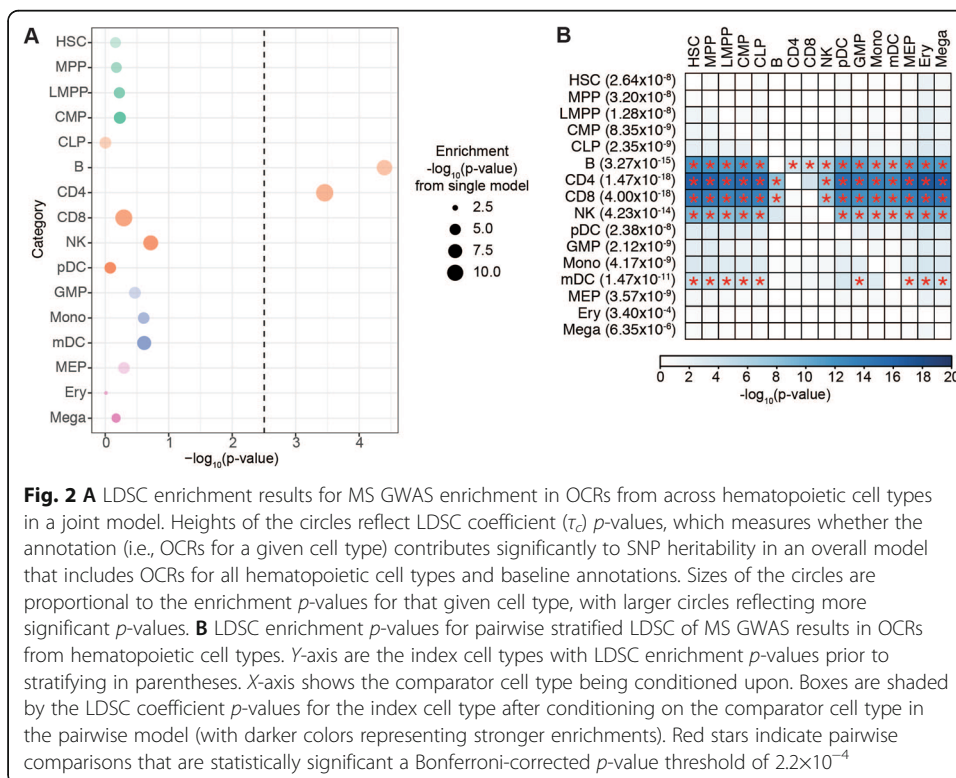 A
HSC
MPP
LMPP
CMP
CLP
B
CD4
CD8
NK
pDC
GMP
Mono
mDC
MEP
Ery
Mega
Category
0 1 2 3 4
−log10(p-value)
Enrichment
-log10(p-value)
from single model
2.5
5.0
7.5
10.0
B
HSC MPP LMPP CMP CLP B CD4 CD8 NK pDC GMP Mono mDC MEP Ery Mega
HSC (2.64x10-8)
MPP (3.20x10-8)
LMPP (1.28x10-8)
CMP (8.35x10-9)
CLP (2.35x10-9)
B (3.27x10-15)
CD4 (1.47x10-18)
CD8 (4.00x10-18)
NK (4.23x10-14)
pDC (2.38x10-8)
GMP (2.12x10-9)
Mono (4.17x10-9)
mDC (1.47x10-11)
MEP (3.57x10-9)
Ery (3.40x10-4)
Mega (6.35x10-6)
0 2 4 6 8 10 12 14 16 18 20
-log10(p-value)
Fig. 2 A LDSC enrichment results for MS GWAS enrichment in OCRs from across hematopoietic cell types
in a joint model. Heights of the circles reflect LDSC coefficient (τc) p-values, which measures whether the
annotation (i.e., OCRs for a given cell type) contributes significantly to SNP heritability in an overall model
that includes OCRs for all hematopoietic cell types and baseline annotations. Sizes of the circles are
proportional to the enrichment p-values for that given cell type, with larger circles reflecting more
significant p-values. B LDSC enrichment p-values for pairwise stratified LDSC of MS GWAS results in OCRs
from hematopoietic cell types. Y-axis are the index cell types with LDSC enrichment p-values prior to
stratifying in parentheses. X-axis shows the comparator cell type being conditioned upon. Boxes are shaded
by the LDSC coefficient p-values for the index cell type after conditioning on the comparator cell type in
the pairwise model (with darker colors representing stronger enrichments). Red stars indicate pairwise
comparisons that are statistically significant a Bonferroni-corrected p-value threshold of 2.2×10−4